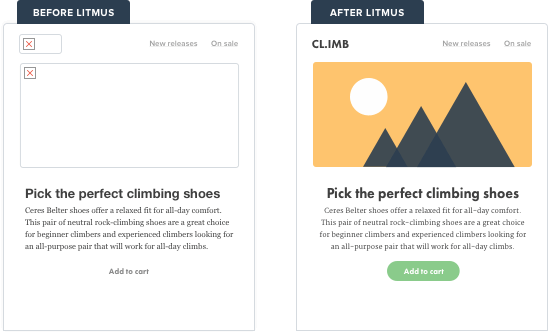 BEFORE LITMUS
New releases On sale
Pick the perfect climbing shoes
Ceres Belter shoes offer a relaxed fit for all-day comfort.
This pair of neutral rock-climbing shoes are a great choice
for beginner climbers and experienced climbers looking for
an all-purpose pair that will work for all-day climbs.
Add to cart
AFTER LITMUS
CL.IMB New releases On sale
Pick the perfect climbing shoes
Ceres Belter shoes offer a relaxed fit for all-day comfort.
This pair of neutral rock-climbing shoes are a great choice
for beginner climbers and experienced climbers looking for
an all-purpose pair that will work for all-day climbs.
Add to cart